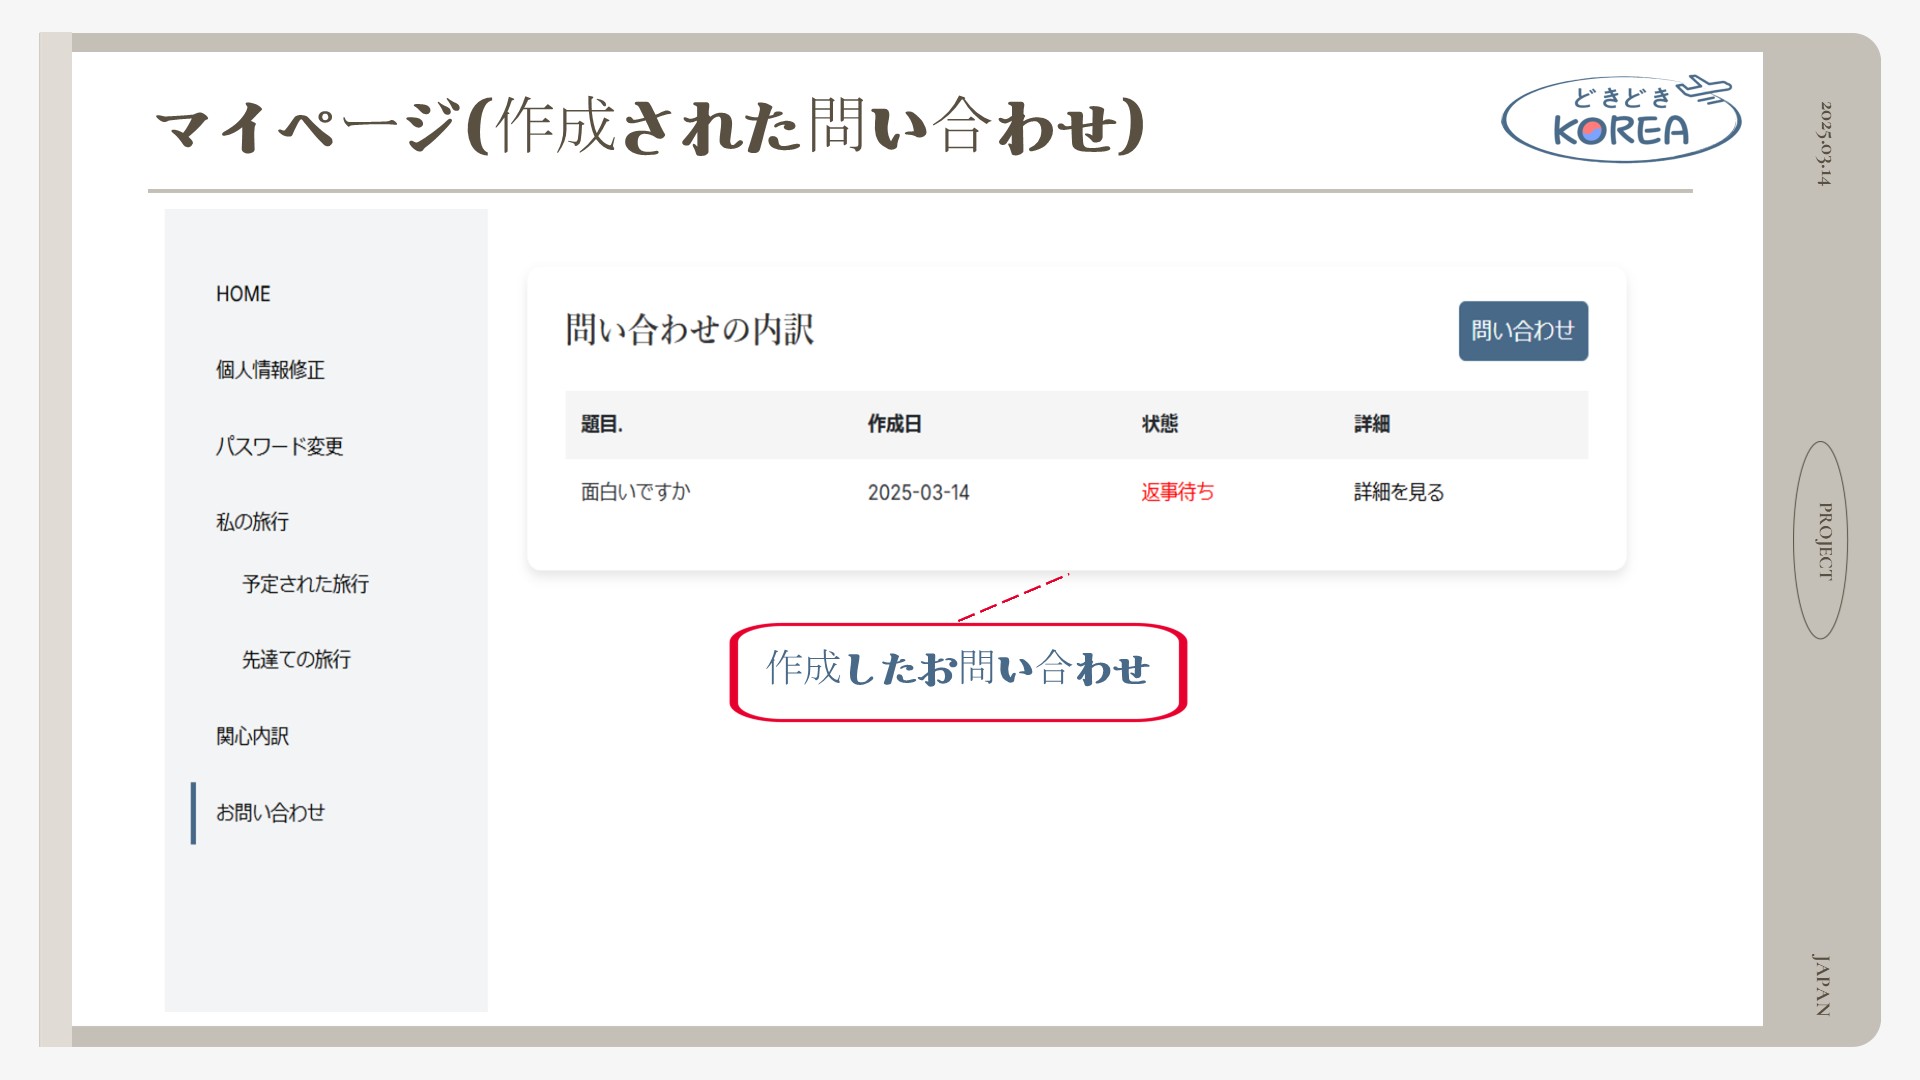 マイページ(作成された問い合わせ)
どきどき
KOREA
2025.03.14
PROJECT
JAPAN
HOME
個人情報修正
パスワード変更
私の旅行
予定された旅行
先達ての旅行
関心内訳
お問い合わせ
問い合わせの内訳
問い合わせ
題目. 作成日 状態 詳細
面白いですか 2025-03-14 返事待ち 詳細を見る
作成したお問い合わせ